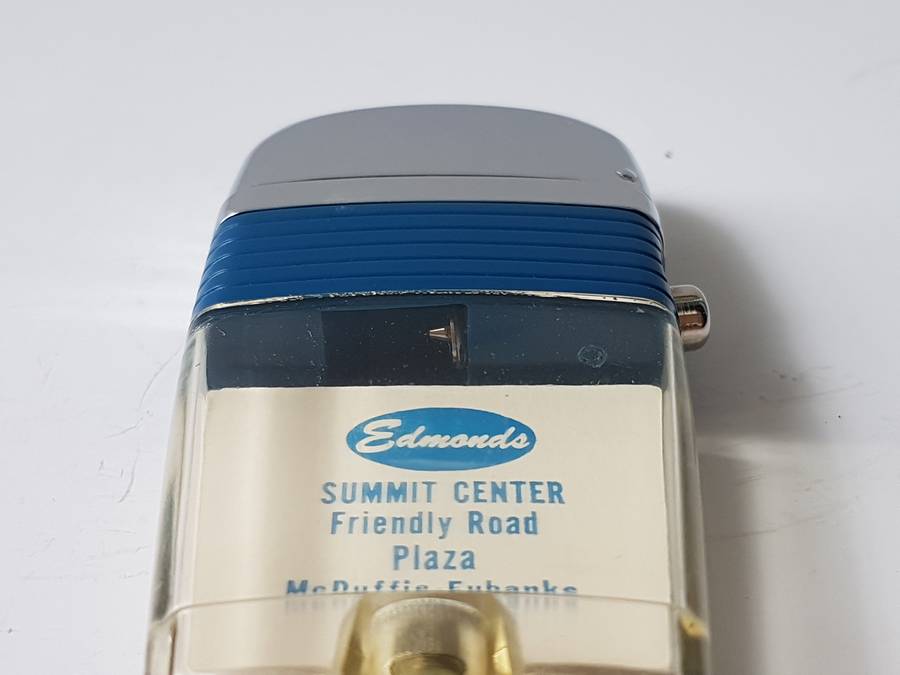 Edmonds
SUMMIT CENTER
Friendly Road
Plaza
McDuffie Eubanks